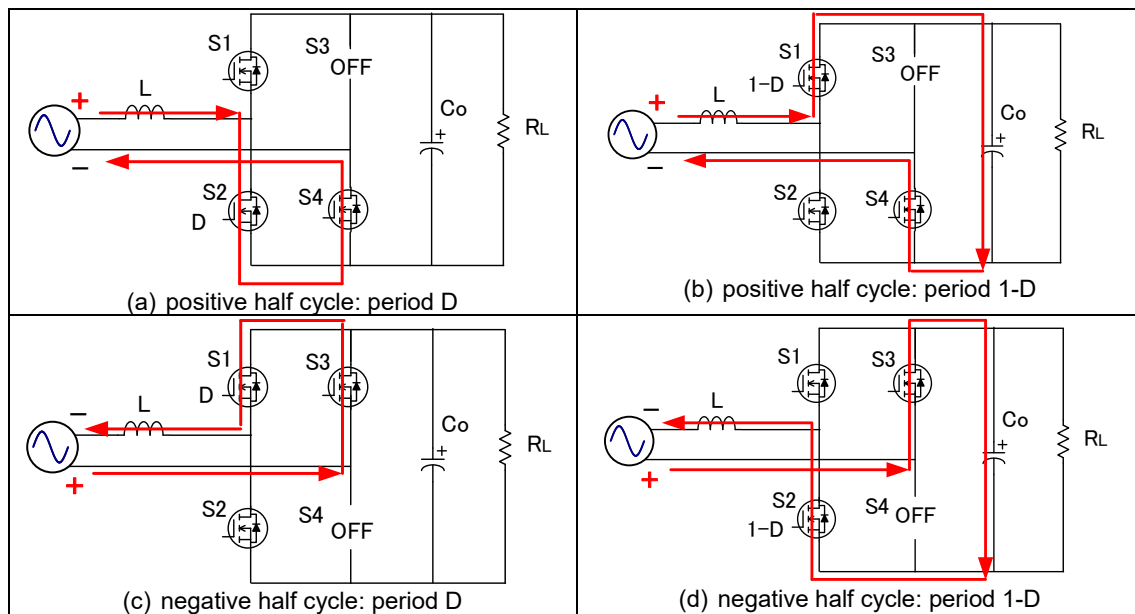 S1
S3
OFF
+
L
Co
+
RL
−
S2
S4
D
(a) positive half cycle: period D
S1
S3
OFF
1-D
+
L
Co
+
RL
−
S2
S4
(b) positive half cycle: period 1-D
S1
S3
D
−
L
Co
+
RL
+
S2
S4
OFF
(c) negative half cycle: period D
S1
S3
−
L
Co
+
RL
+
S2
S4
1-D
OFF
(d) negative half cycle: period 1-D